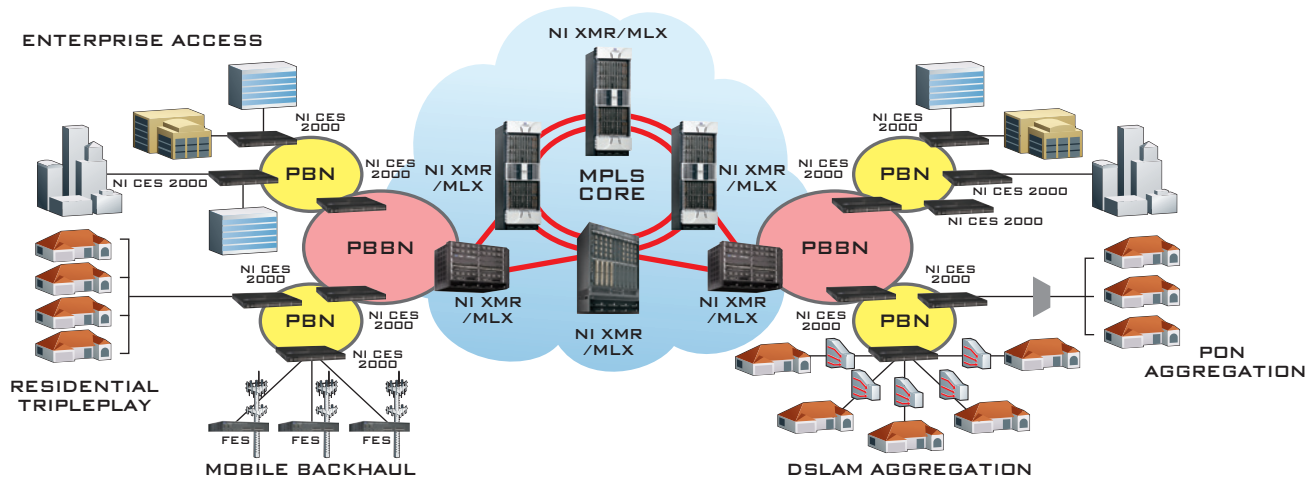 NI XMR/MLX
ENTERPRISE ACCESS
NI CES
2000
NI CES
2000
PBN
NI CES 2000
NI CES
2000
NI XMR
/MLX
MPLS
CORE
NI XMR
/MLX
NI CES
2000
PBN
NI CES 2000
NI CES
2000
PBBN
PBBN
NI CES
2000
NI XMR
/MLX
NI XMR
/MLX
NI XMR
/MLX
NI CES
2000
PBN
NI CES
2000
NI CES
2000
PBN
NI CES
2000
RESIDENTIAL
TRIPLEPLAY
PON
AGGREGATION
FES
FES
FES
MOBILE BACKHAUL
DSLAM AGGREGATION